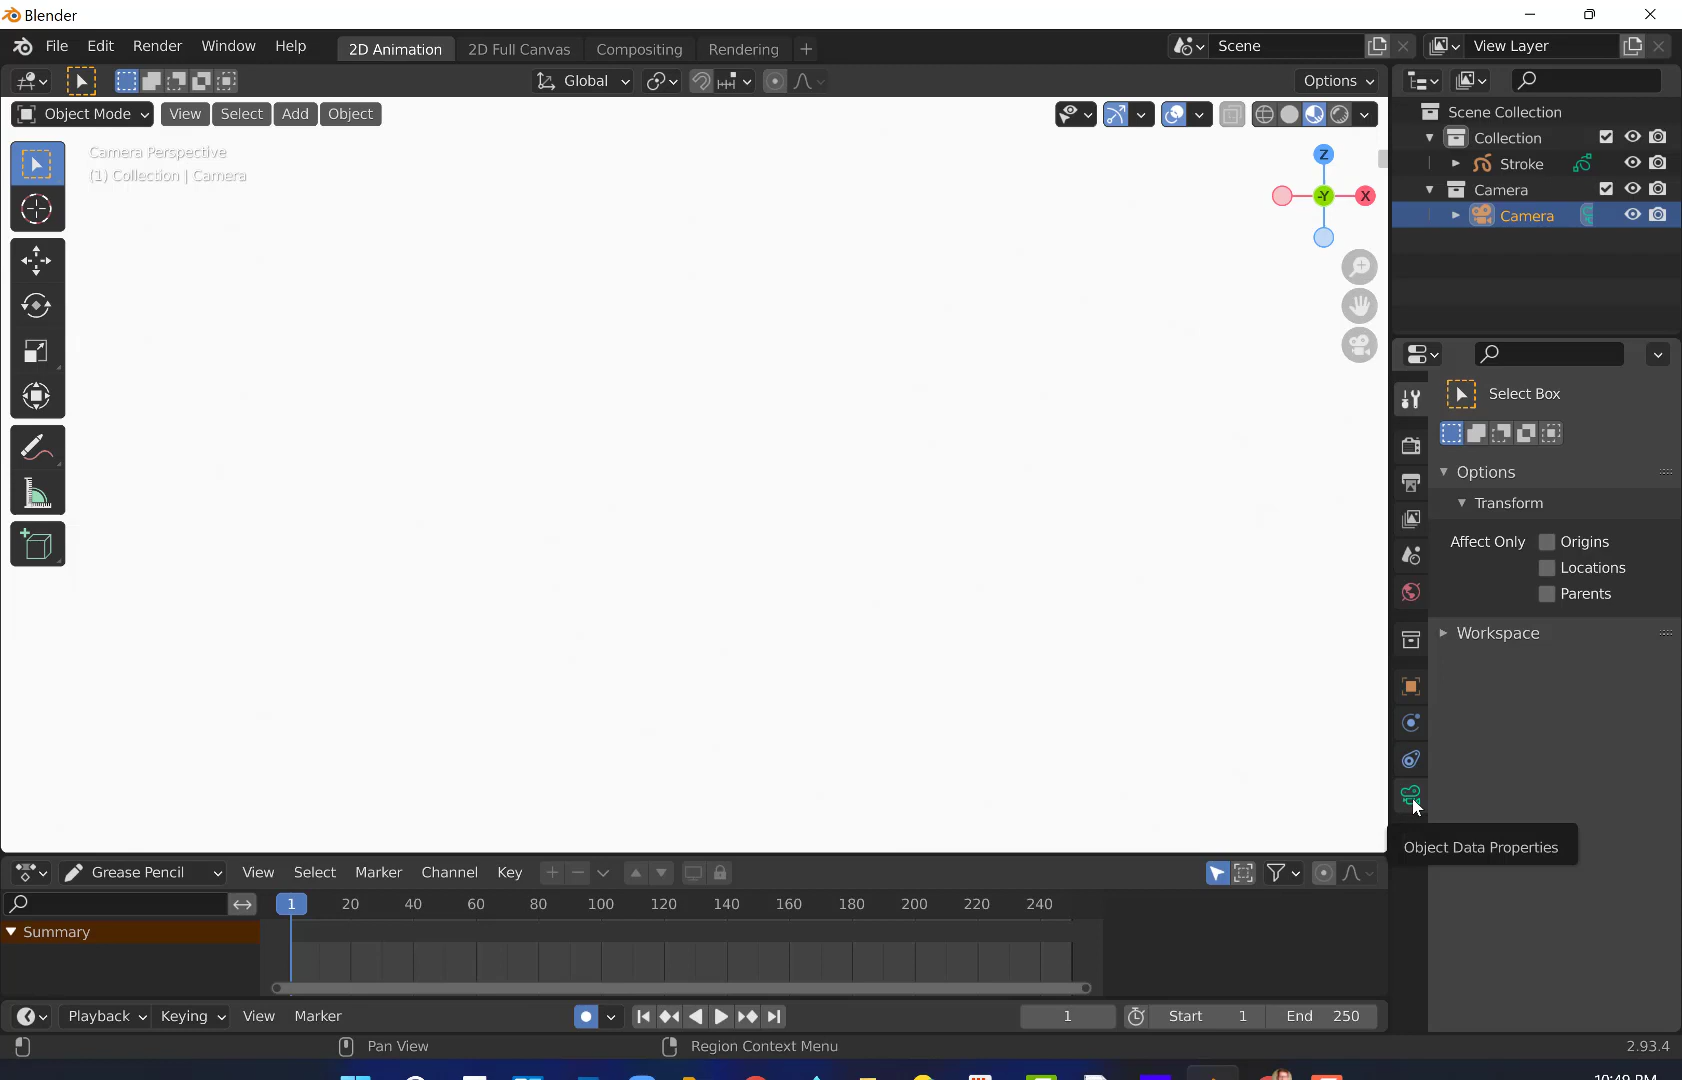 Blender
File Edit Render Window Help 2D Animation 2D Full Canvas Compositing Rendering + Scene View Layer
Global Options
Object Mode View Select Add Object
Camera Perspective
(1) Collection | Camera
Z
-Y X
Scene Collection
Collection
Stroke
Camera
Camera
Select Box
Options
Transform
Affect Only Origins
Locations
Parents
Workspace
Object Data Properties
Grease Pencil View Select Marker Channel Key
1 20 40 60 80 100 120 140 160 180 200 220 240
Summary
Playback Keying View Marker 1 Start 1 End 250
Pan View Region Context Menu 2.93.4
10:49 PM